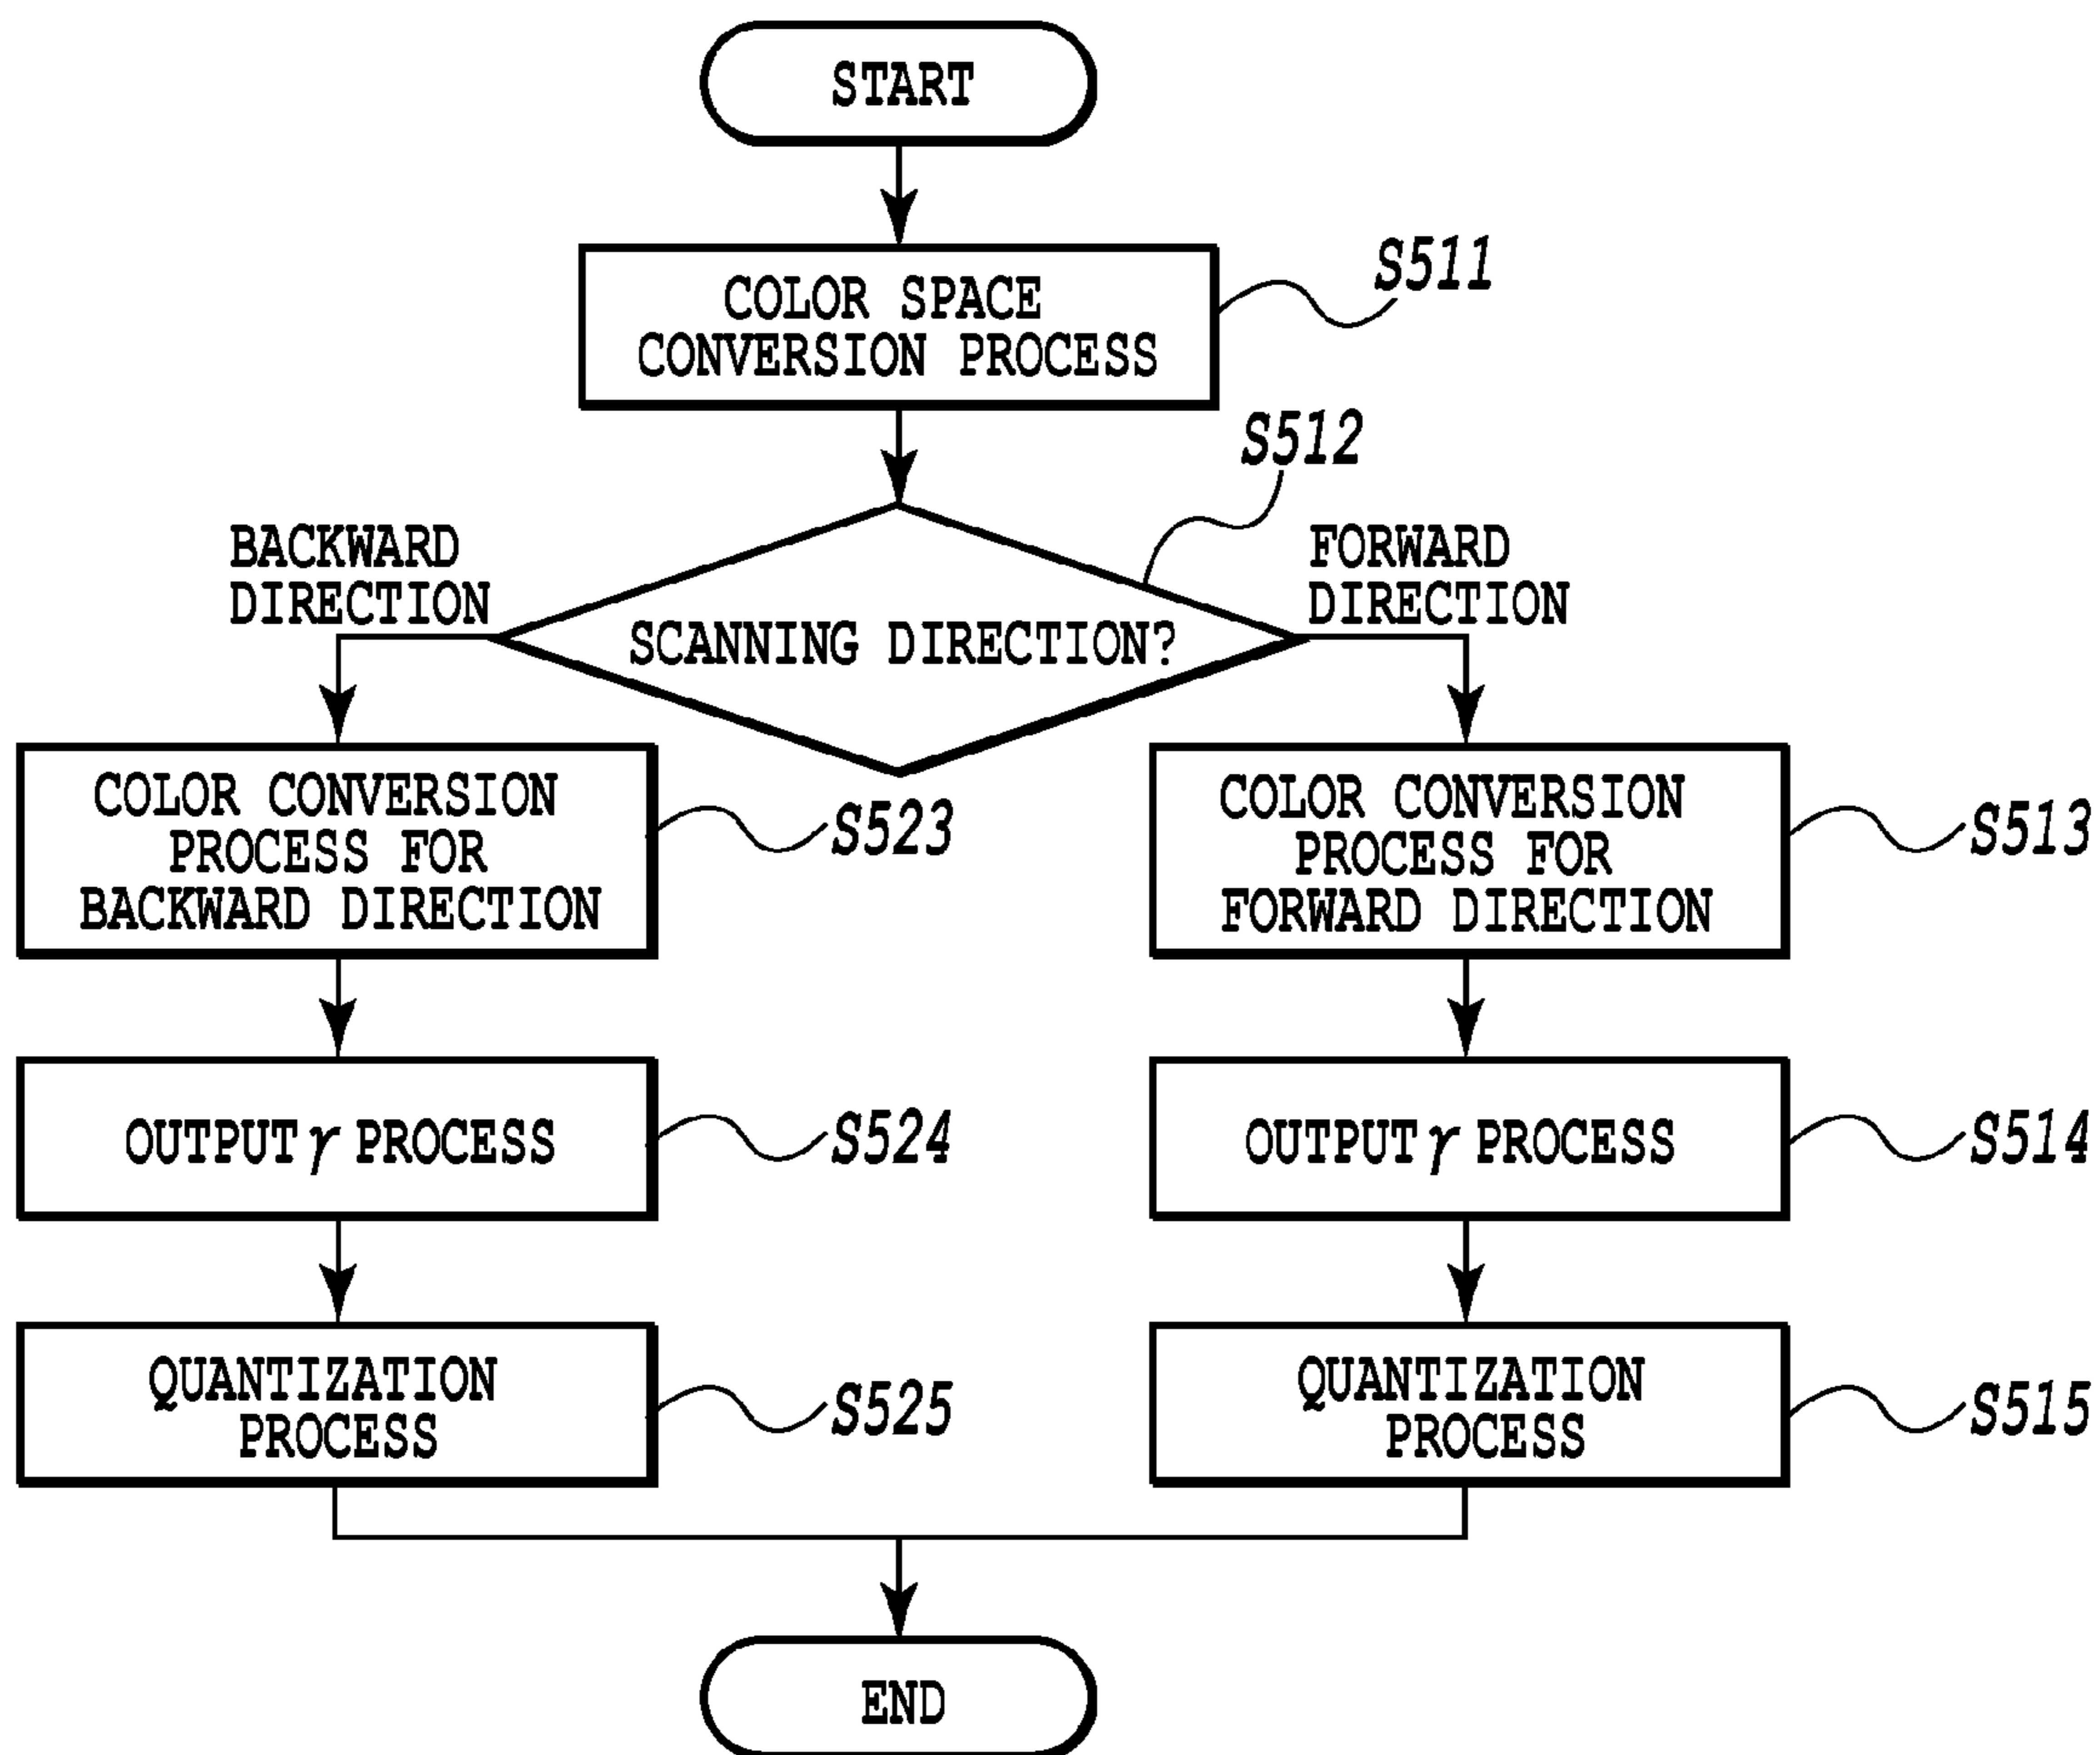 START
COLOR SPACE
CONVERSION PROCESS
S511
S512
BACKWARD
DIRECTION
SCANNING DIRECTION?
FORWARD
DIRECTION
COLOR CONVERSION
PROCESS FOR
BACKWARD DIRECTION
S523
COLOR CONVERSION
PROCESS FOR
FORWARD DIRECTION
S513
OUTPUT γ PROCESS
S524
OUTPUT γ PROCESS
S514
QUANTIZATION
PROCESS
S525
QUANTIZATION
PROCESS
S515
END